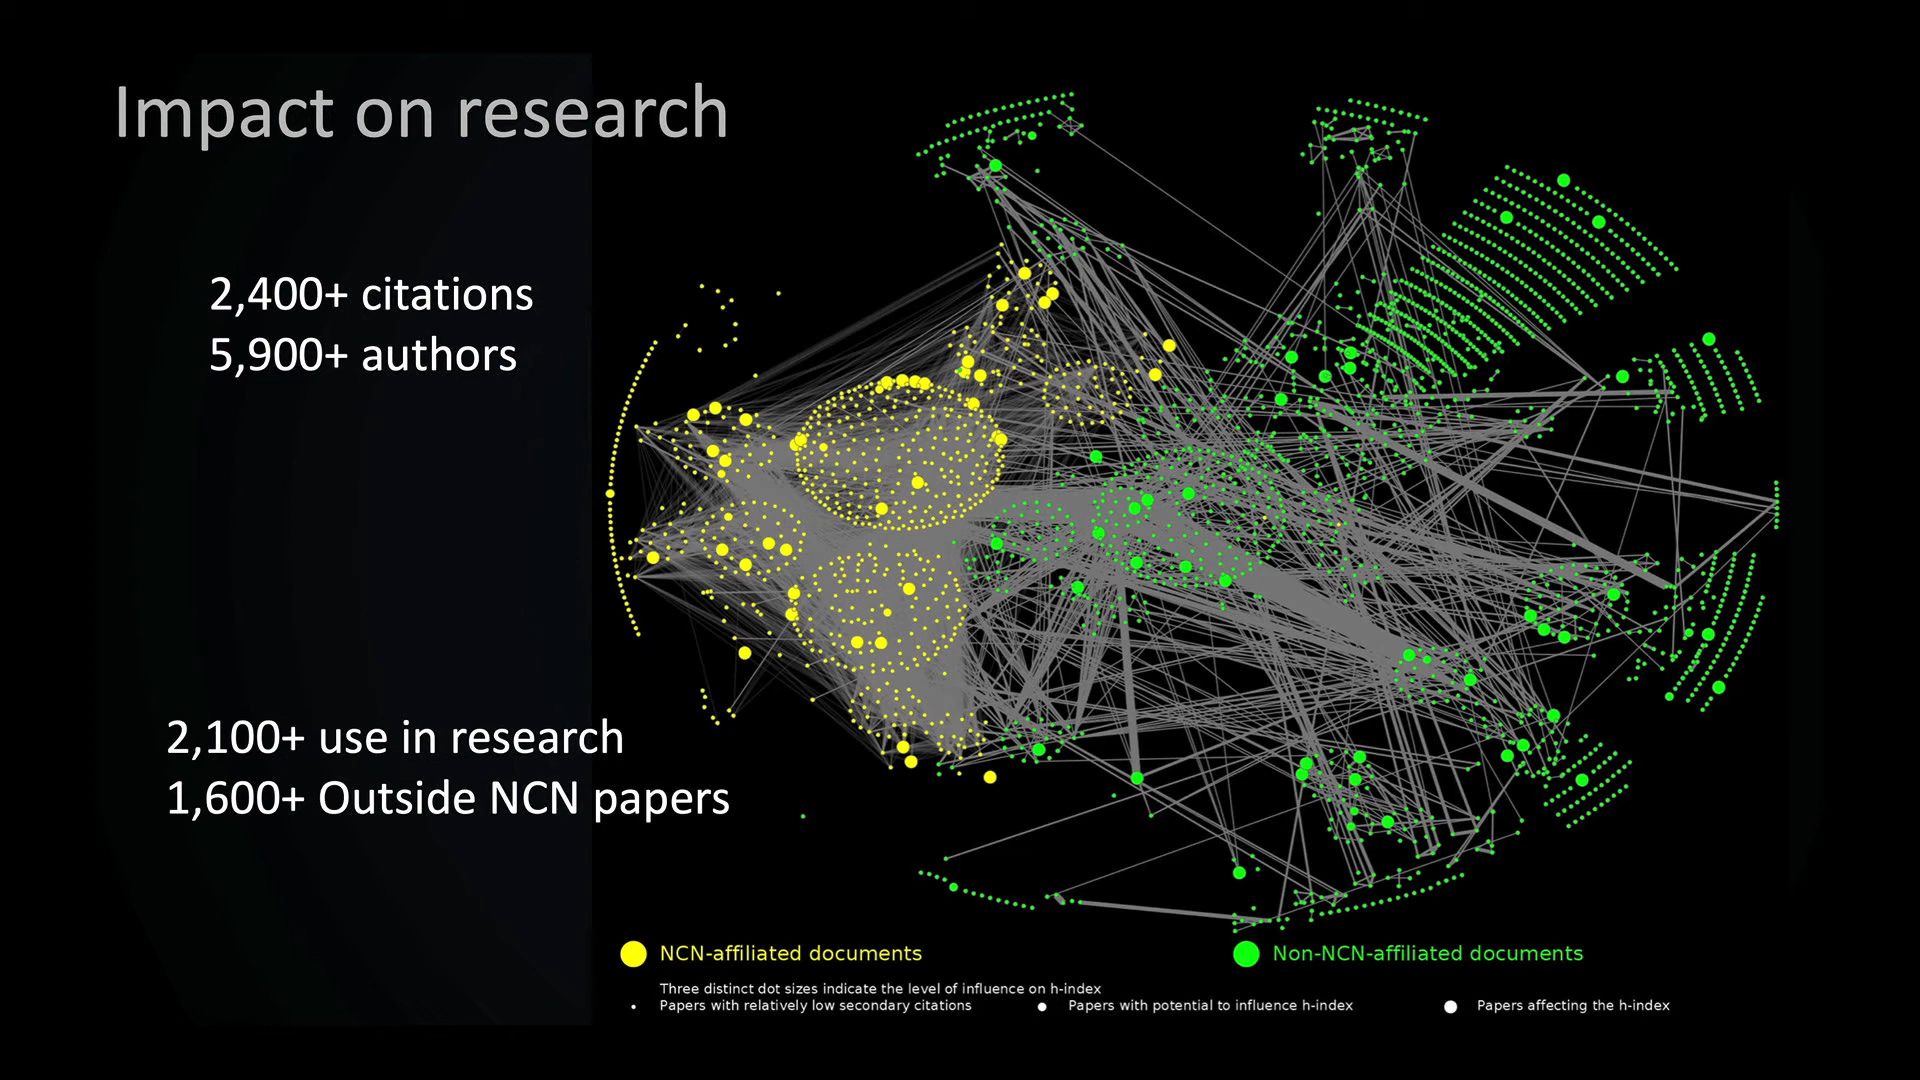 Impact on research
2,400+ citations
5,900+ authors
2,100+ use in research
1,600+ Outside NCN papers
NCN-affiliated documents
Non-NCN-affiliated documents
Three distinct dot sizes indicate the level of influence on h-index
Papers with relatively low secondary citations
Papers with potential to influence h-index
Papers affecting the h-index